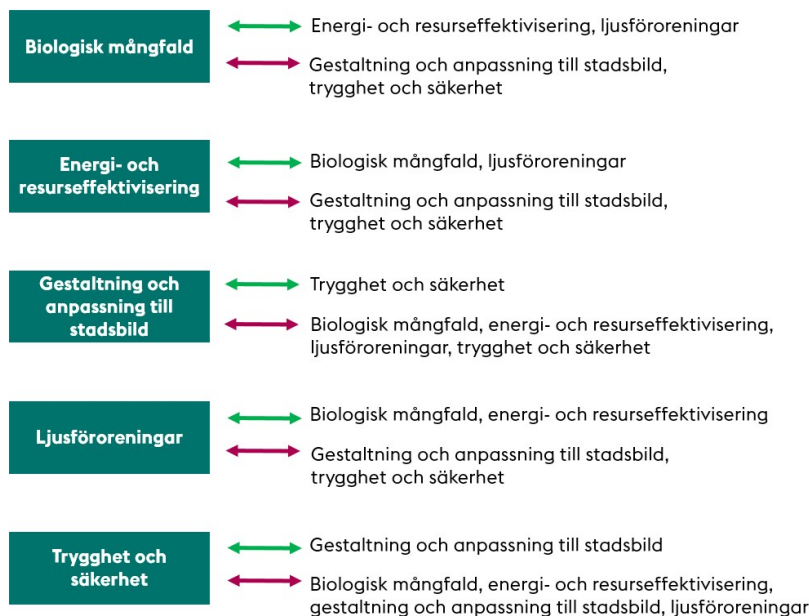 Biologisk mångfald
Energi- och resurseffektivisering, ljusföroreningar
Gestaltning och anpassning till stadsbild,
trygghet och säkerhet
Energi- och
resurseffektivisering
Biologisk mångfald, ljusföroreningar
Gestaltning och anpassning till stadsbild,
trygghet och säkerhet
Gestaltning och
anpassning till
stadsbild
Trygghet och säkerhet
Biologisk mångfald, energi- och resurseffektivisering,
ljusföroreningar, trygghet och säkerhet
Ljusföroreningar
Biologisk mångfald, energi- och resurseffektivisering
Gestaltning och anpassning till stadsbild,
trygghet och säkerhet
Trygghet och
säkerhet
Gestaltning och anpassning till stadsbild
Biologisk mångfald, energi- och resurseffektivisering,
gestaltning och anpassning till stadsbild, ljusföroreningar